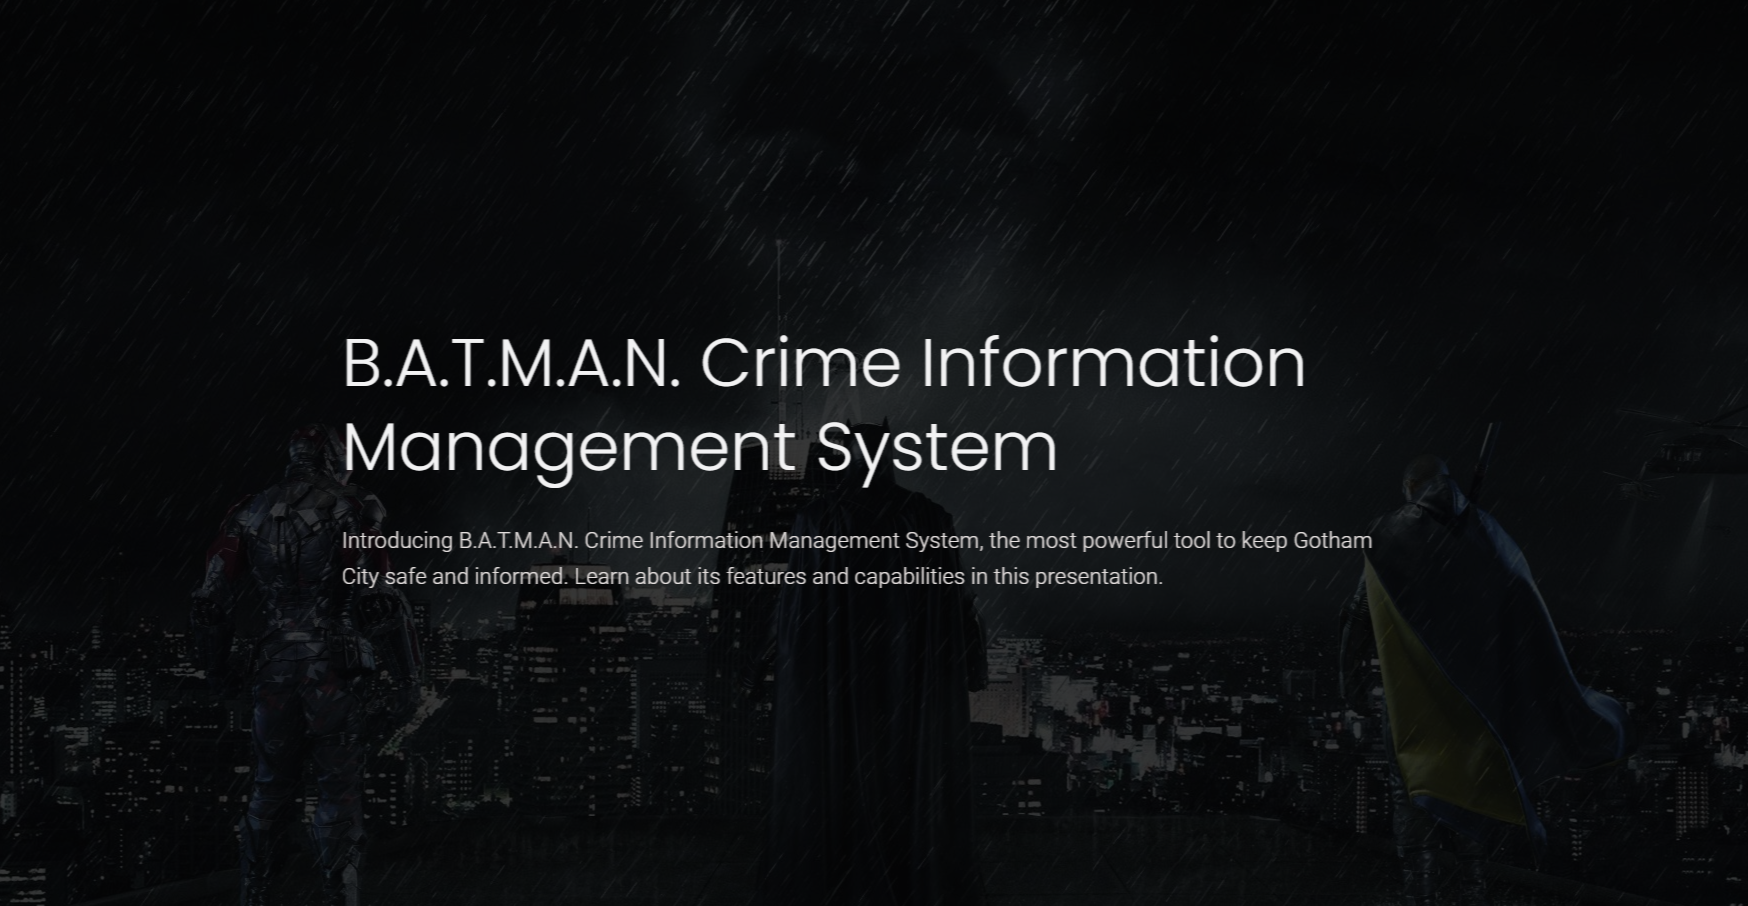 B.A.T.M.A.N. Crime Information
Management System
Introducing B.A.T.M.A.N. Crime Information Management System, the most powerful tool to keep Gotham
City safe and informed. Learn about its features and capabilities in this presentation.